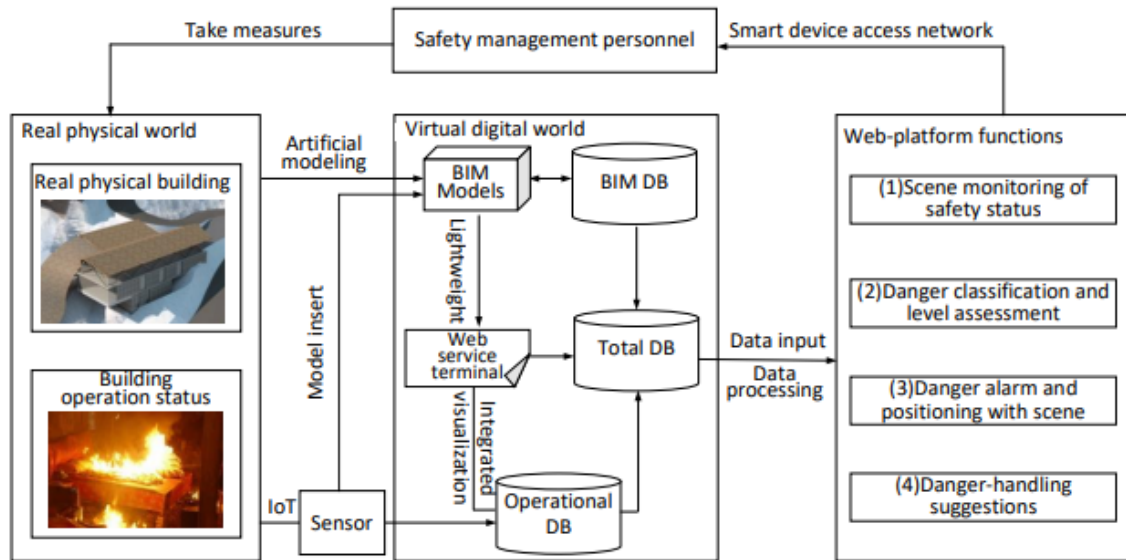 Take measures
Safety management personnel
Smart device access network
Real physical world
Real physical building
Building
operation status
Artificial
modeling
Model insert
IoT
Sensor
Virtual digital world
BIM
Models
BIM DB
Lightweight
Web
service
terminal
Total DB
Integrated
visualization
Operational
DB
Data input
Data
processing
Web-platform functions
(1)Scene monitoring of
safety status
(2)Danger classification and
level assessment
(3)Danger alarm and
positioning with scene
(4)Danger-handling
suggestions